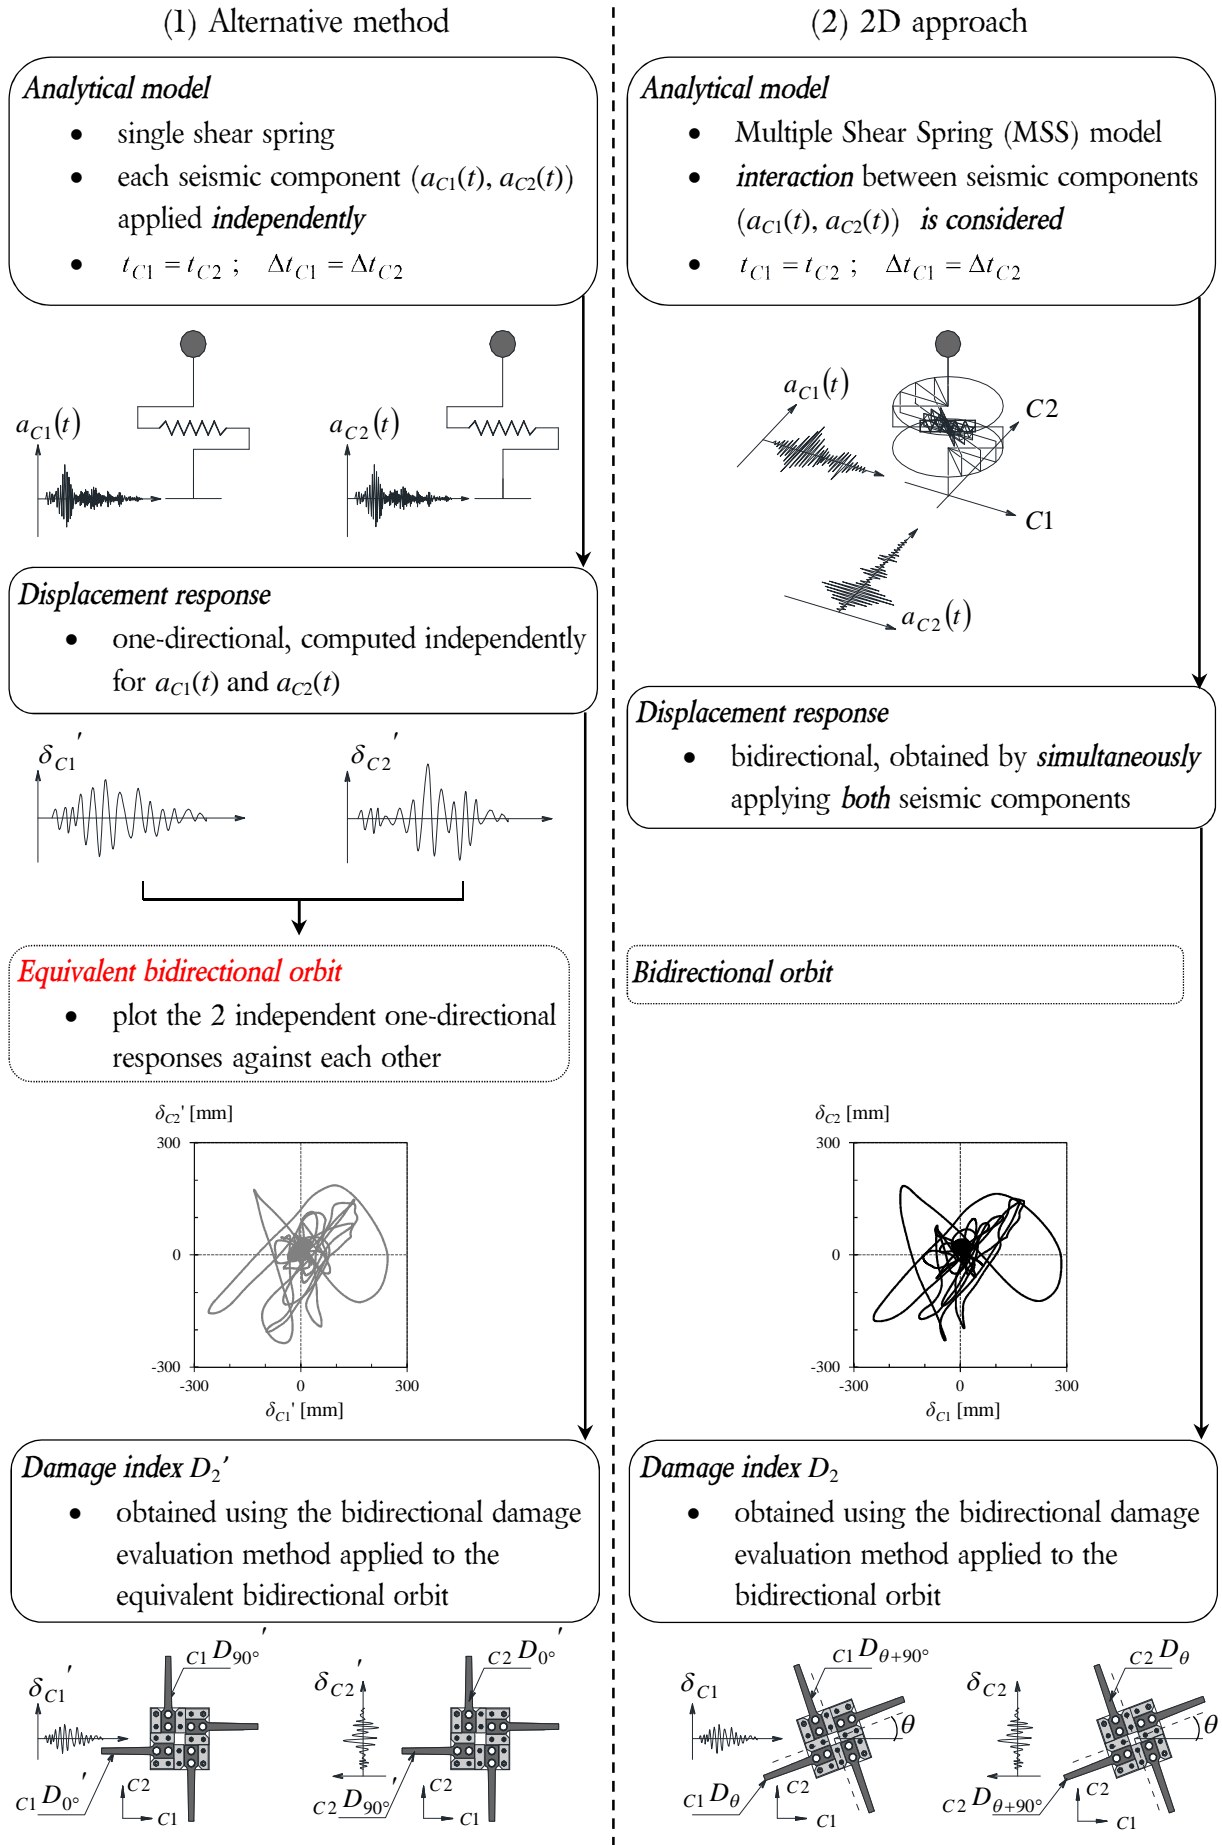 (1) Alternative method
Analytical model
• single shear spring
• each seismic component (aC1(t), aC2(t))
applied independently
• tC1 = tC2 ; ΔtC1 = ΔtC2
aC1(t)
aC2(t)
Displacement response
• one-directional, computed independently
for aC1(t) and aC2(t)
δC1'
δC2'
Equivalent bidirectional orbit
• plot the 2 independent one-directional
responses against each other
δC2' [mm]
300
0
-300
-300 0 300
δC1' [mm]
Damage index D2'
• obtained using the bidirectional damage
evaluation method applied to the
equivalent bidirectional orbit
δC1'
C1D90°'
C1D0°'
C2
C1
δC2'
C2D0°'
C2D90°'
C2
C1
(2) 2D approach
Analytical model
• Multiple Shear Spring (MSS) model
• interaction between seismic components
(aC1(t), aC2(t)) is considered
• tC1 = tC2 ; ΔtC1 = ΔtC2
aC1(t)
C2
C1
aC2(t)
Displacement response
• bidirectional, obtained by simultaneously
applying both seismic components
Bidirectional orbit
δC2 [mm]
300
0
-300
-300 0 300
δC1 [mm]
Damage index D2
• obtained using the bidirectional damage
evaluation method applied to the
bidirectional orbit
δC1
C1Dθ+90°
θ
C1Dθ
C2
C1
δC2
C2Dθ
θ
C2Dθ+90°
C2
C1